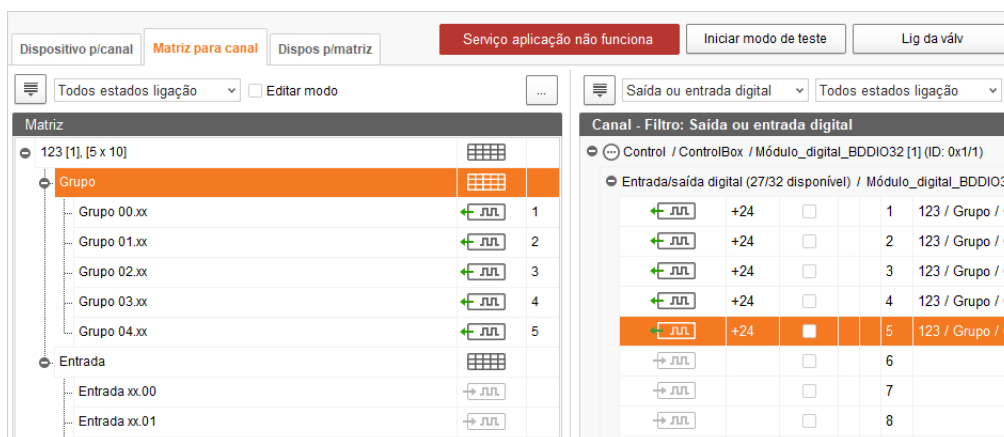 Dispositivo p/canal Matriz para canal Dispos p/matriz Serviço aplicação não funciona Iniciar modo de teste Lig da válv
Todos estados ligação Editar modo ... Saída ou entrada digital Todos estados ligação
Matriz Canal - Filtro: Saída ou entrada digital
123 [1], [5 x 10] Control / ControlBox / Módulo_digital_BDDIO32 [1] (ID: 0x1/1)
Grupo Entrada/saída digital (27/32 disponível) / Módulo_digital_BDDIO3
Grupo 00.xx 1 +24 1 123 / Grupo /
Grupo 01.xx 2 +24 2 123 / Grupo /
Grupo 02.xx 3 +24 3 123 / Grupo /
Grupo 03.xx 4 +24 4 123 / Grupo /
Grupo 04.xx 5 +24 5 123 / Grupo /
Entrada 6
Entrada xx.00 7
Entrada xx.01 8